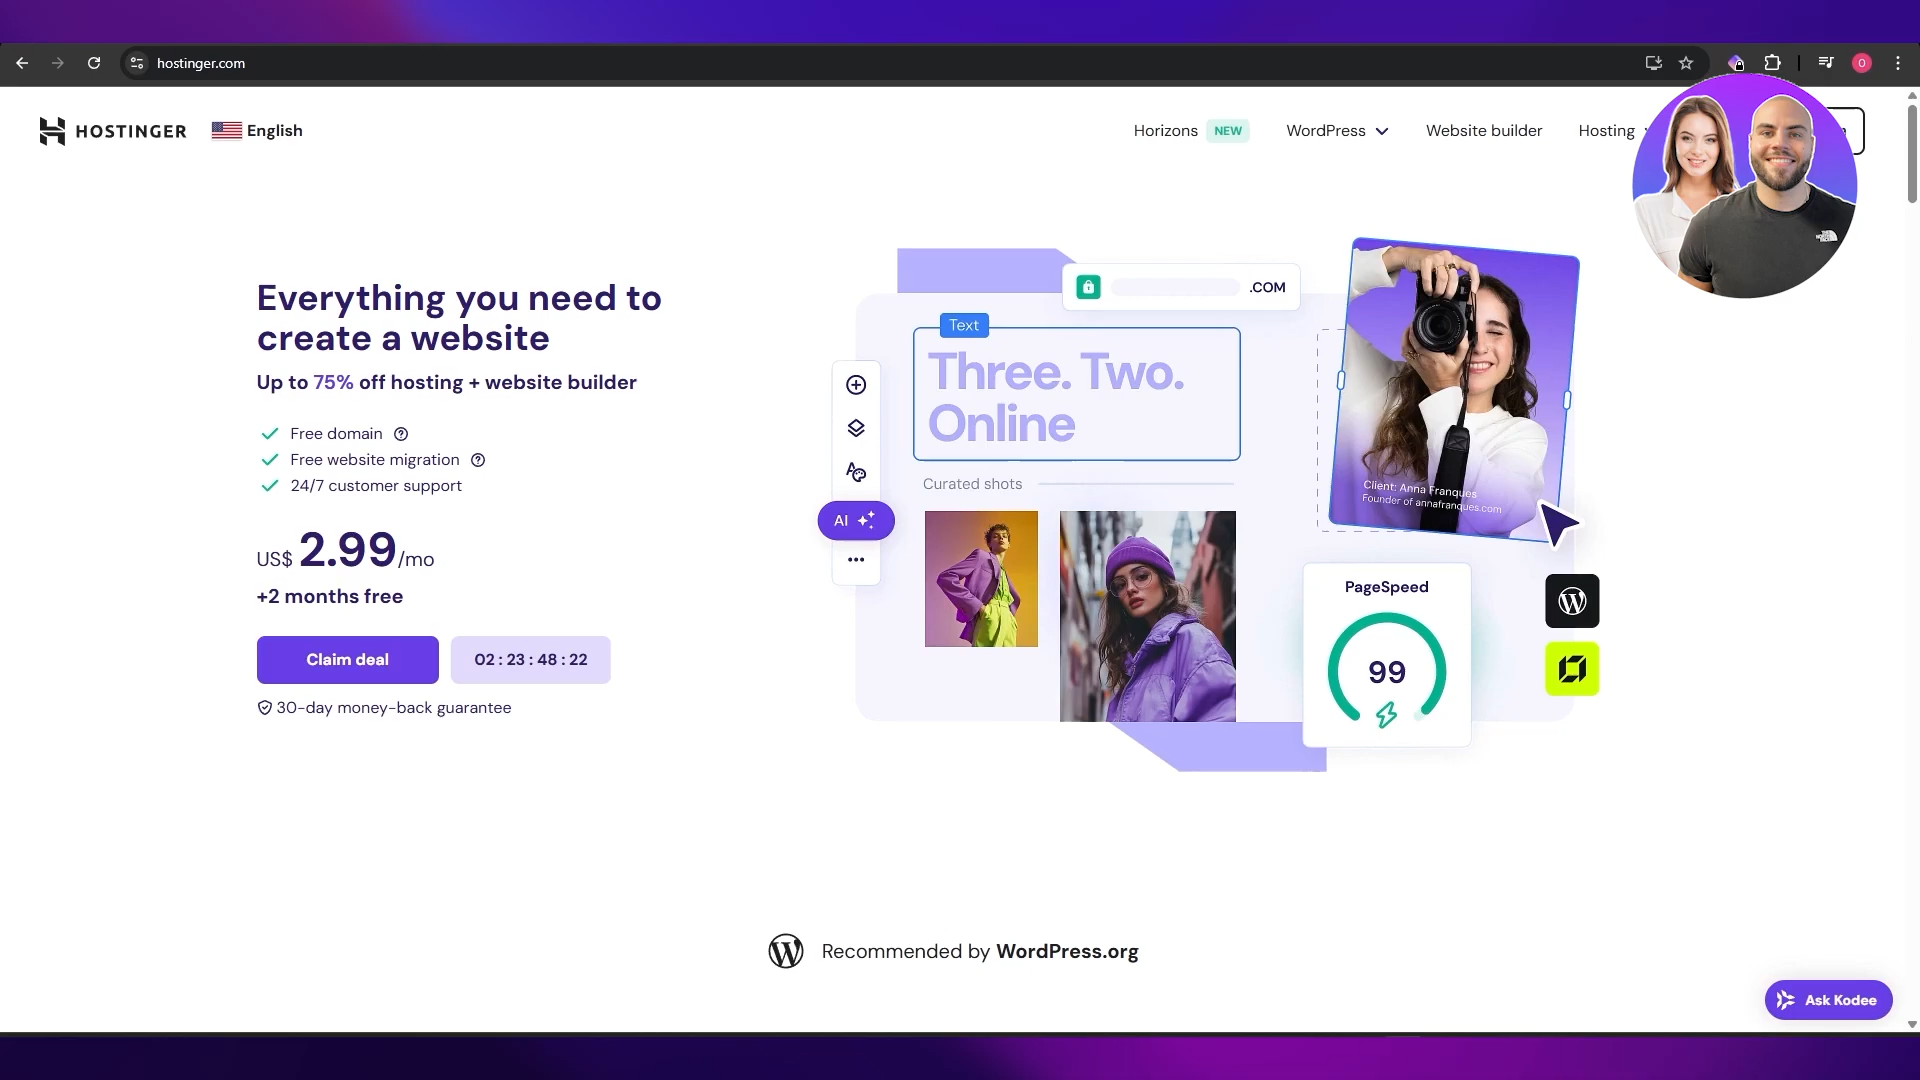 hostinger.com
O
HOSTINGER
English
Horizons NEW
WordPress
Website builder
Hosting
Everything you need to
create a website
Up to 75% off hosting + website builder
Free domain
Free website migration
24/7 customer support
US$ 2.99/mo
+2 months free
Claim deal
02 : 23 : 48 : 22
30-day money-back guarantee
.COM
Text
Three. Two.
Online
Curated shots
AI
Client: Anna Franques
Founder of annafranques.com
PageSpeed
99
Recommended by WordPress.org
Ask Kodee